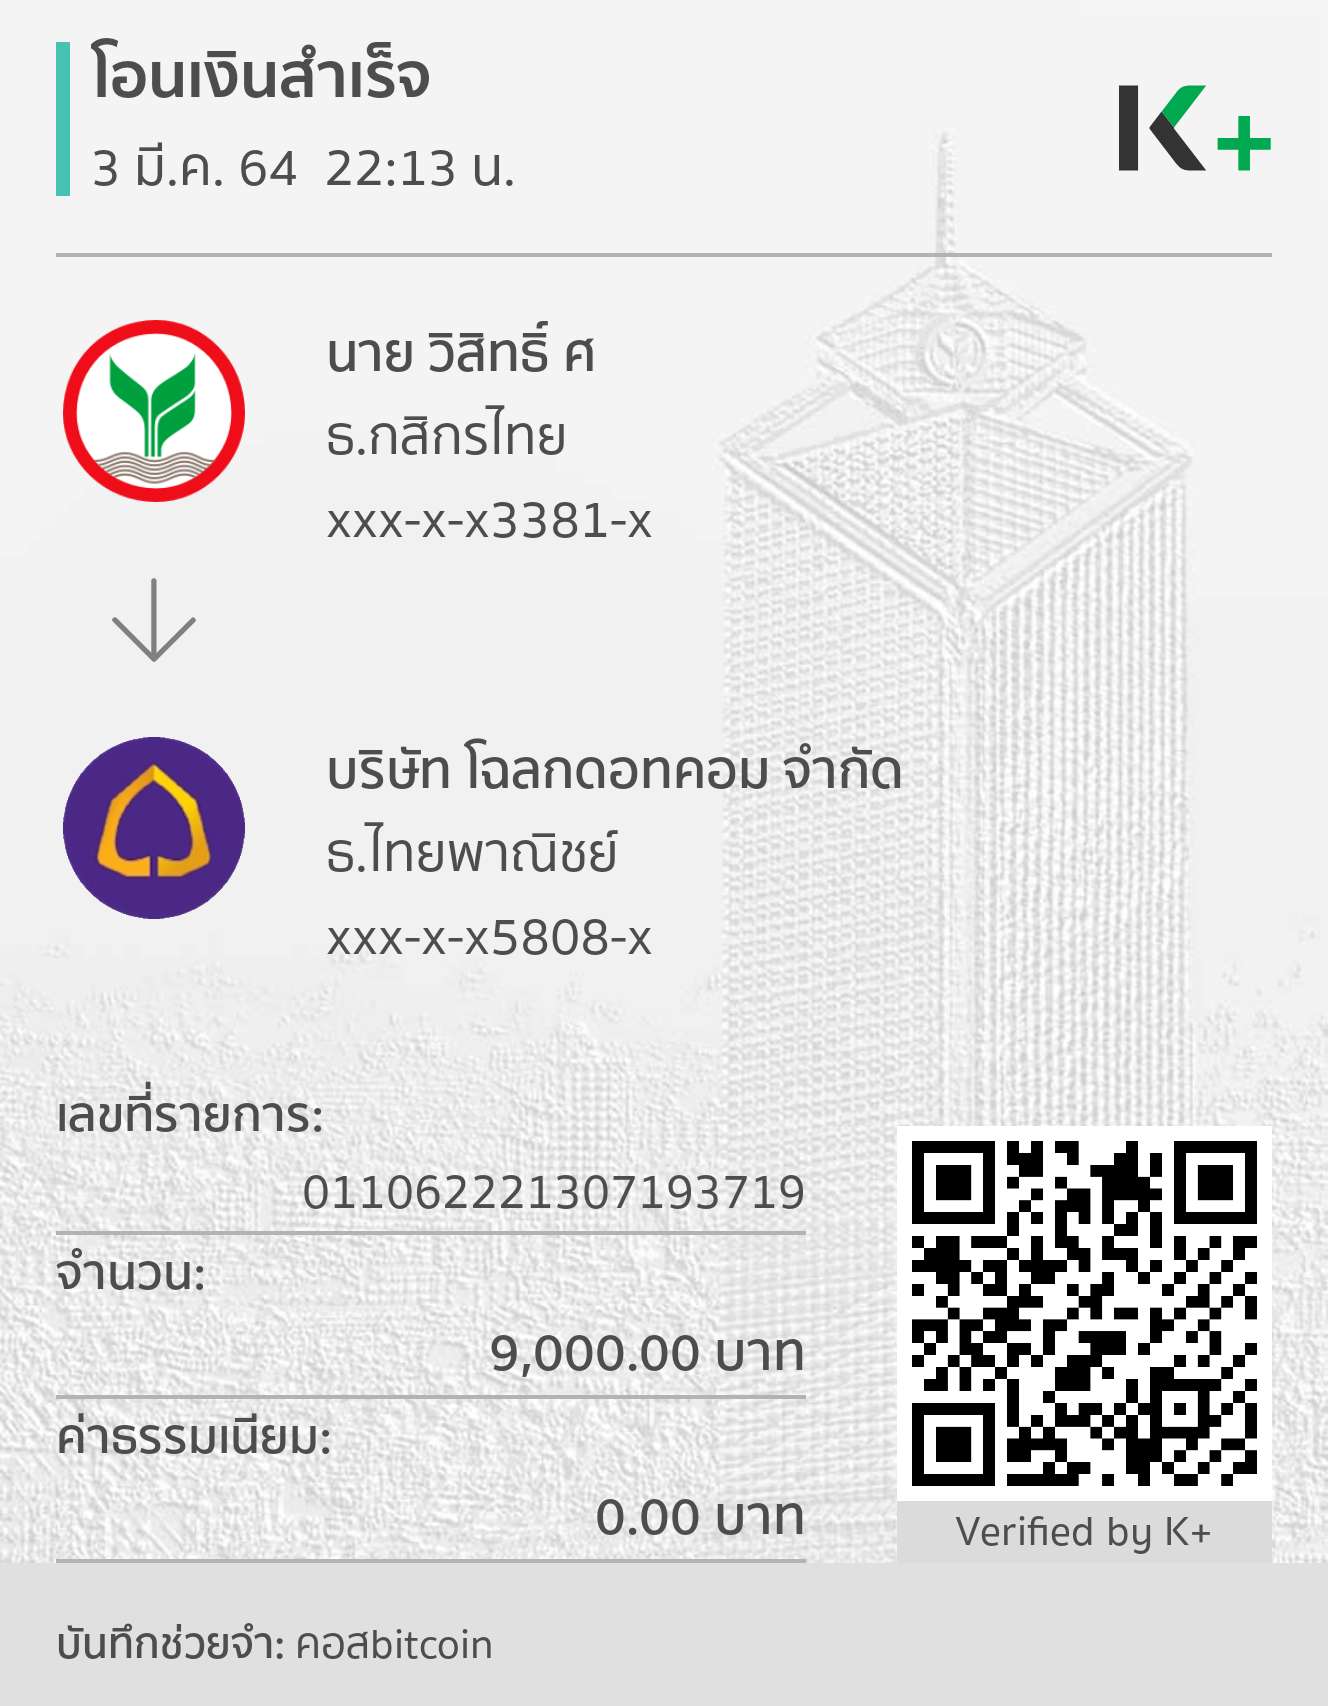 โอนเงินสำเร็จ
3 มี.ค. 64 22:13 น.
K+
นาย วิสิทธิ์ ศ
ธ.กสิกรไทย
xxx-x-x3381-x
บริษัท โฉลกดอทคอม จำกัด
ธ.ไทยพาณิชย์
xxx-x-x5808-x
เลขที่รายการ:
011062221307193719
จำนวน:
9,000.00 บาท
ค่าธรรมเนียม:
0.00 บาท
Verified by K+
บันทึกช่วยจำ: คอสbitcoin